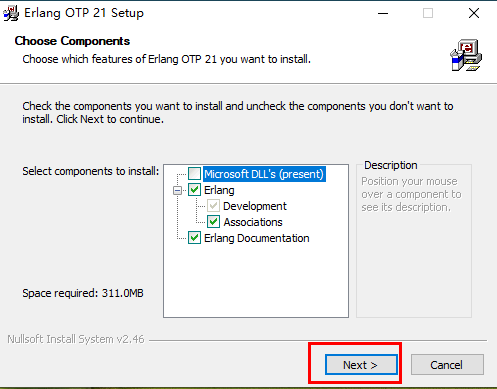 Erlang OTP 21 Setup
Choose Components
Choose which features of Erlang OTP 21 you want to install.
Check the components you want to install and uncheck the components you don't want to
install. Click Next to continue.
Select components to install:
Microsoft DLL's (present)
Erlang
Development
Associations
Erlang Documentation
Description
Position your mouse
over a component to
see its description.
Space required: 311.0MB
Nullsoft Install System v2.46
Next >
Cancel